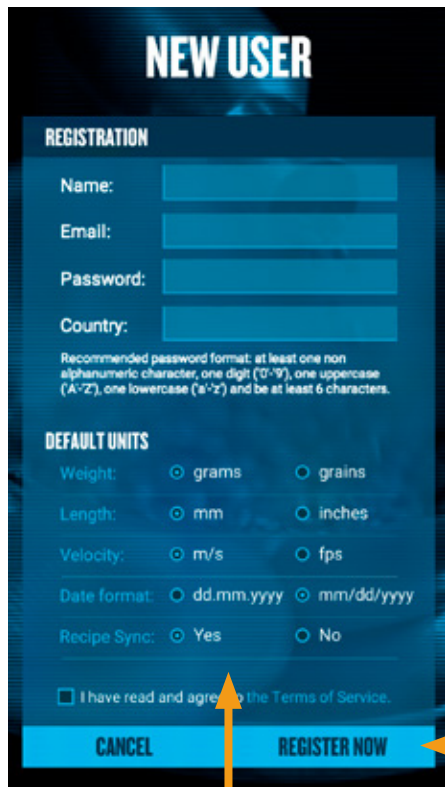 NEW USER
REGISTRATION
Name:
Email:
Password:
Country:
Recommended password format: at least one non
alphanumeric character, one digit ('0'-'9'), one uppercase
('A'-'Z'), one lowercase ('a'-'z') and be at least 6 characters.
DEFAULT UNITS
Weight: grams grains
Length: mm inches
Velocity: m/s fps
Date format: dd.mm.yyyy mm/dd/yyyy
Recipe Sync: Yes No
I have read and agree the Terms of Service.
CANCEL REGISTER NOW